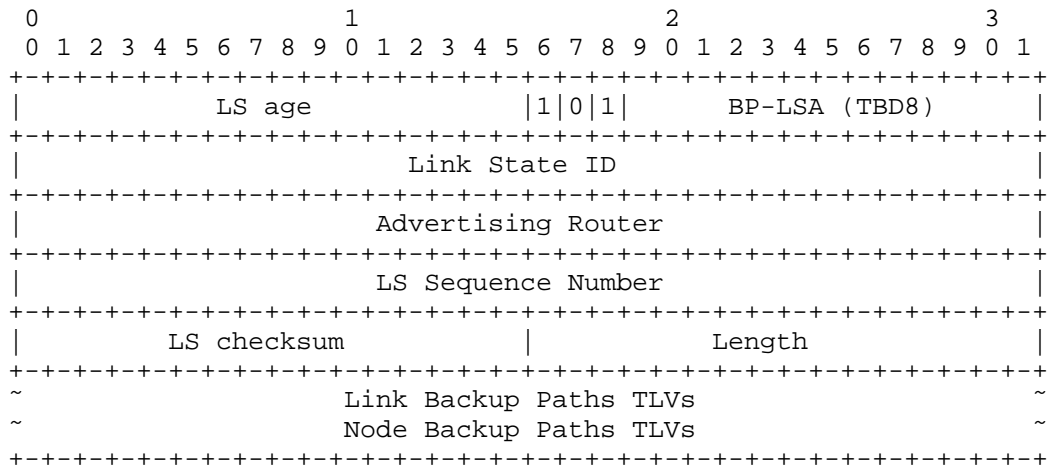 0                   1                   2                   3
 0 1 2 3 4 5 6 7 8 9 0 1 2 3 4 5 6 7 8 9 0 1 2 3 4 5 6 7 8 9 0 1
+-+-+-+-+-+-+-+-+-+-+-+-+-+-+-+-+-+-+-+-+-+-+-+-+-+-+-+-+-+-+-+-+
|            LS age             |1|0|1|      BP-LSA (TBD8)      |
+-+-+-+-+-+-+-+-+-+-+-+-+-+-+-+-+-+-+-+-+-+-+-+-+-+-+-+-+-+-+-+-+
|                        Link State ID                          |
+-+-+-+-+-+-+-+-+-+-+-+-+-+-+-+-+-+-+-+-+-+-+-+-+-+-+-+-+-+-+-+-+
|                      Advertising Router                       |
+-+-+-+-+-+-+-+-+-+-+-+-+-+-+-+-+-+-+-+-+-+-+-+-+-+-+-+-+-+-+-+-+
|                      LS Sequence Number                       |
+-+-+-+-+-+-+-+-+-+-+-+-+-+-+-+-+-+-+-+-+-+-+-+-+-+-+-+-+-+-+-+-+
|         LS checksum           |           Length              |
+-+-+-+-+-+-+-+-+-+-+-+-+-+-+-+-+-+-+-+-+-+-+-+-+-+-+-+-+-+-+-+-+
~                    Link Backup Paths TLVs                     ~
~                    Node Backup Paths TLVs                     ~
+-+-+-+-+-+-+-+-+-+-+-+-+-+-+-+-+-+-+-+-+-+-+-+-+-+-+-+-+-+-+-+-+